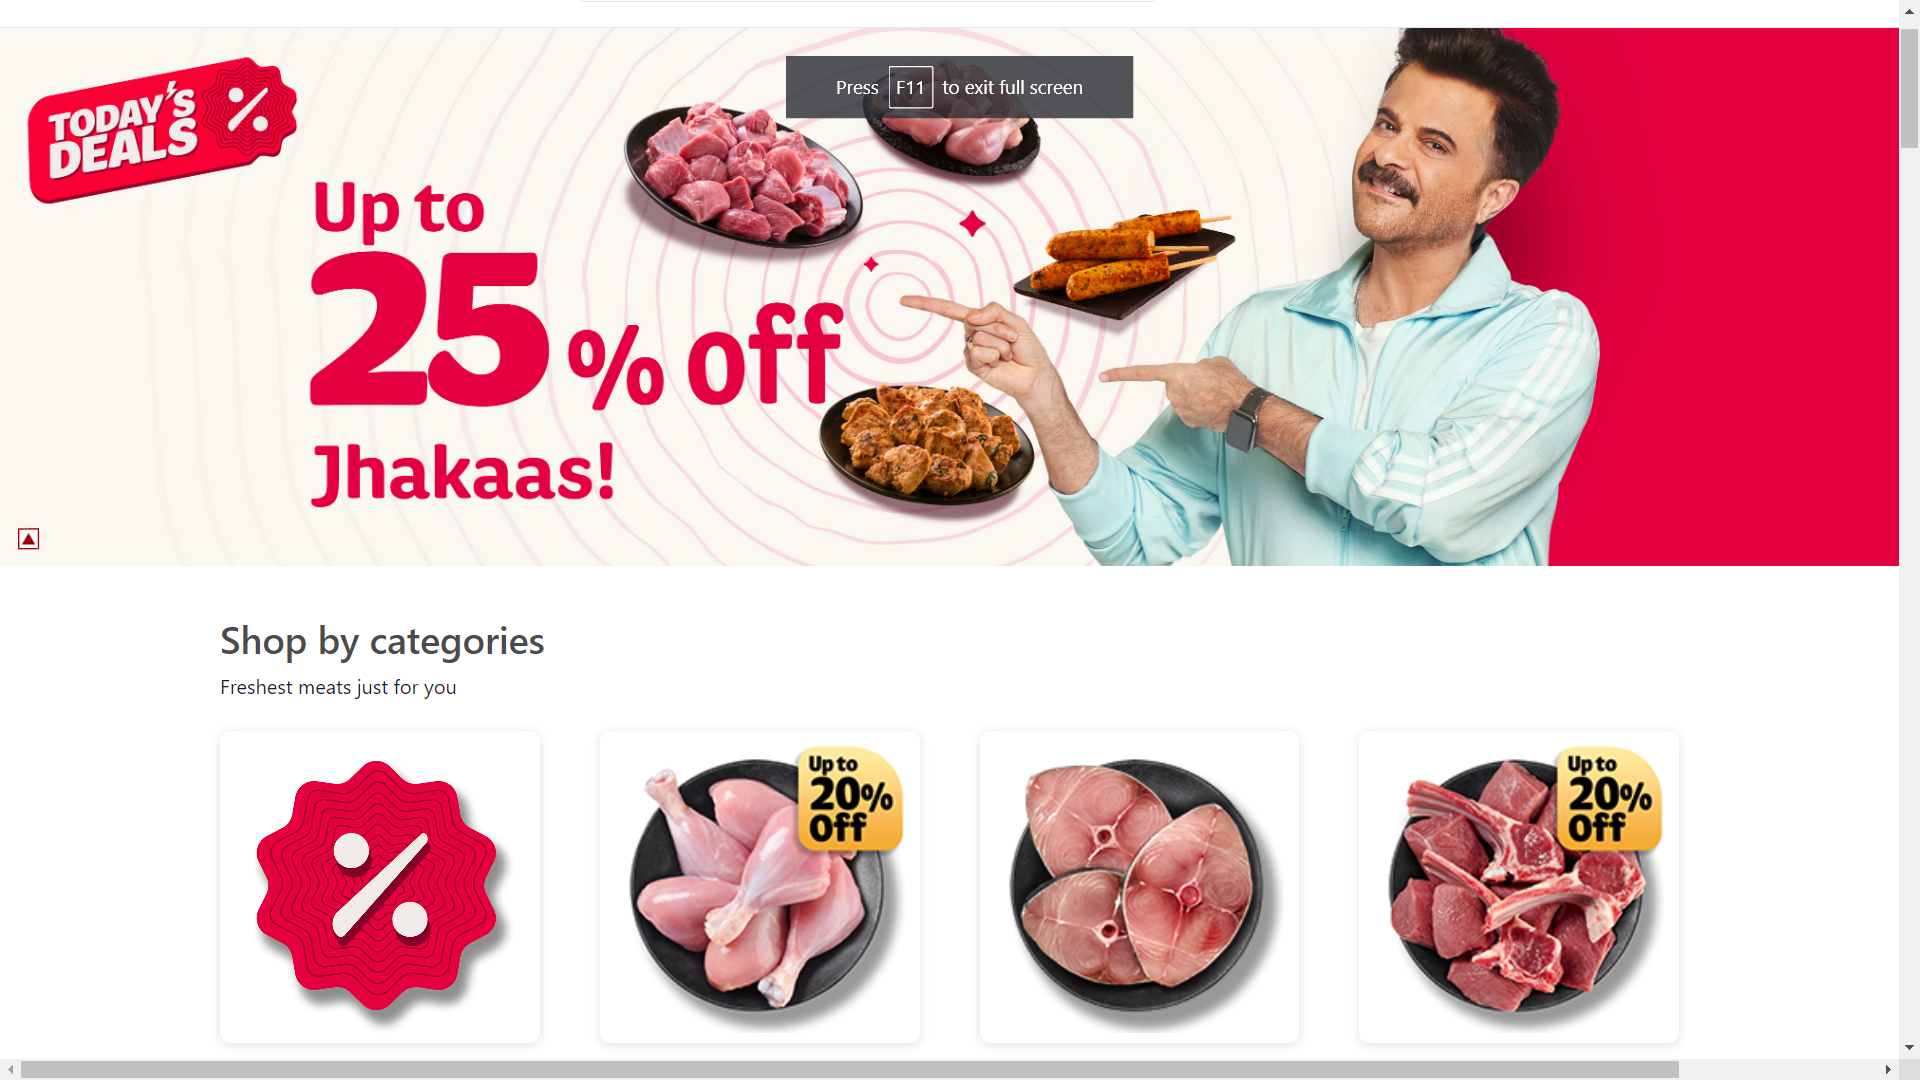 TODAY'S
DEALS
Press F11 to exit full screen
Up to
25% off
Jhakaas!
Shop by categories
Freshest meats just for you
Up to
20%
Off
Up to
20%
Off